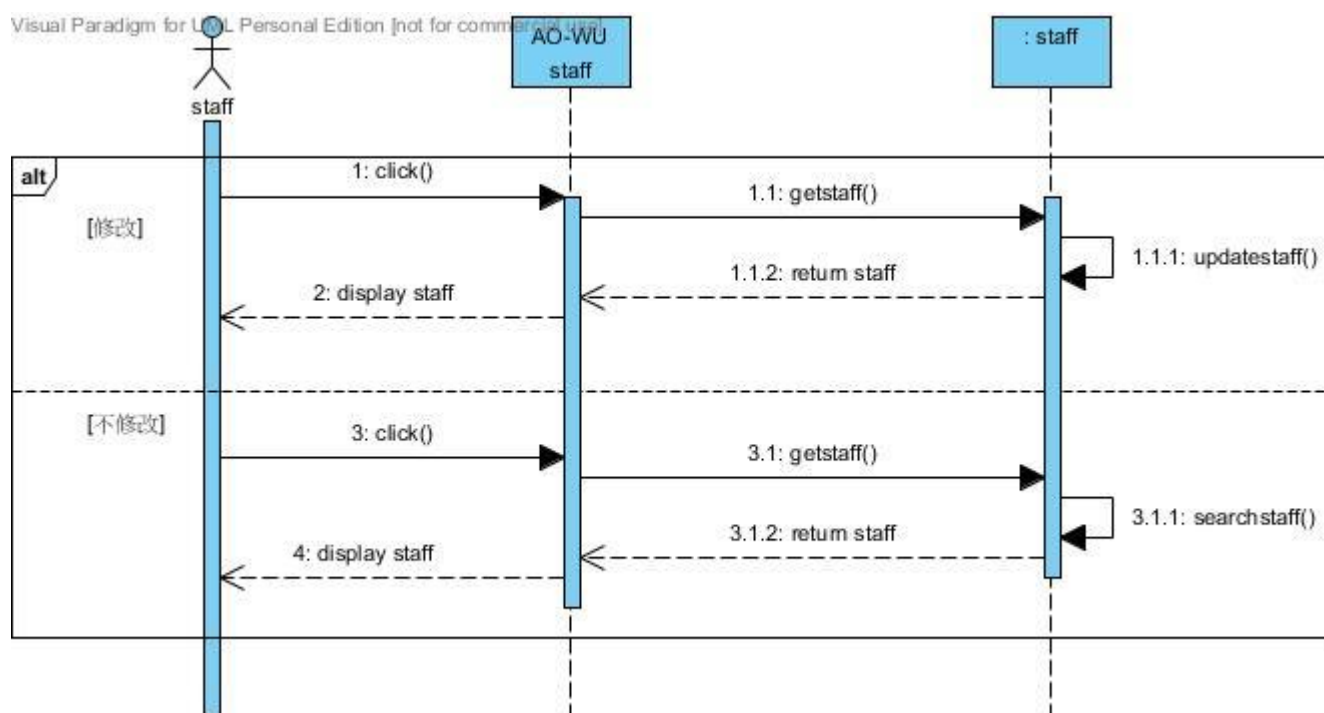 Visual Paradigm for UML Personal Edition [not for commercial use]
AO-WU
staff
: staff
staff
alt
1: click()
1.1: getstaff()
[修改]
1.1.1: updatestaff()
1.1.2: return staff
2: display staff
[不修改]
3: click()
3.1: getstaff()
3.1.1: searchstaff()
3.1.2: return staff
4: display staff